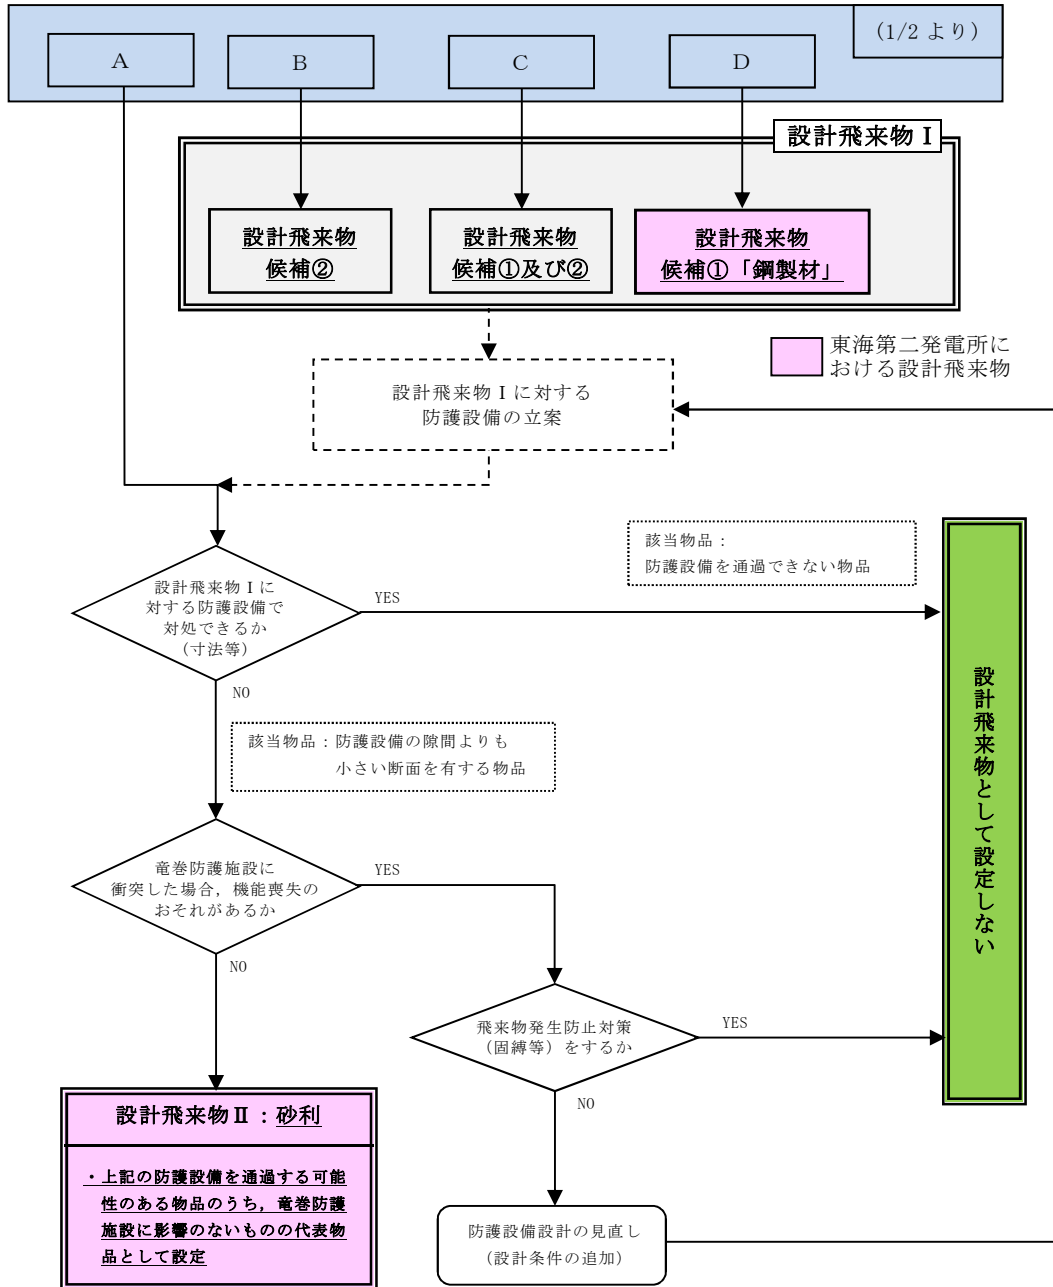 (1/2 より)
A
B
C
D
設計飛来物Ⅰ
設計飛来物
候補②
設計飛来物
候補①及び②
設計飛来物
候補①「鋼製材」
東海第二発電所に
おける設計飛来物
設計飛来物Ⅰに対する
防護設備の立案
該当物品：
防護設備を通過できない物品
設計飛来物Ⅰに
対する防護設備で
対処できるか
（寸法等）
YES
NO
設計飛来物として設定しない
該当物品：防護設備の隙間よりも
小さい断面を有する物品
竜巻防護施設に
衝突した場合，機能喪失の
おそれがあるか
YES
NO
飛来物発生防止対策
（固縛等）をするか
YES
NO
設計飛来物Ⅱ：砂利
・上記の防護設備を通過する可能
性のある物品のうち，竜巻防護
施設に影響のないものの代表物
品として設定
防護設備設計の見直し
（設計条件の追加）